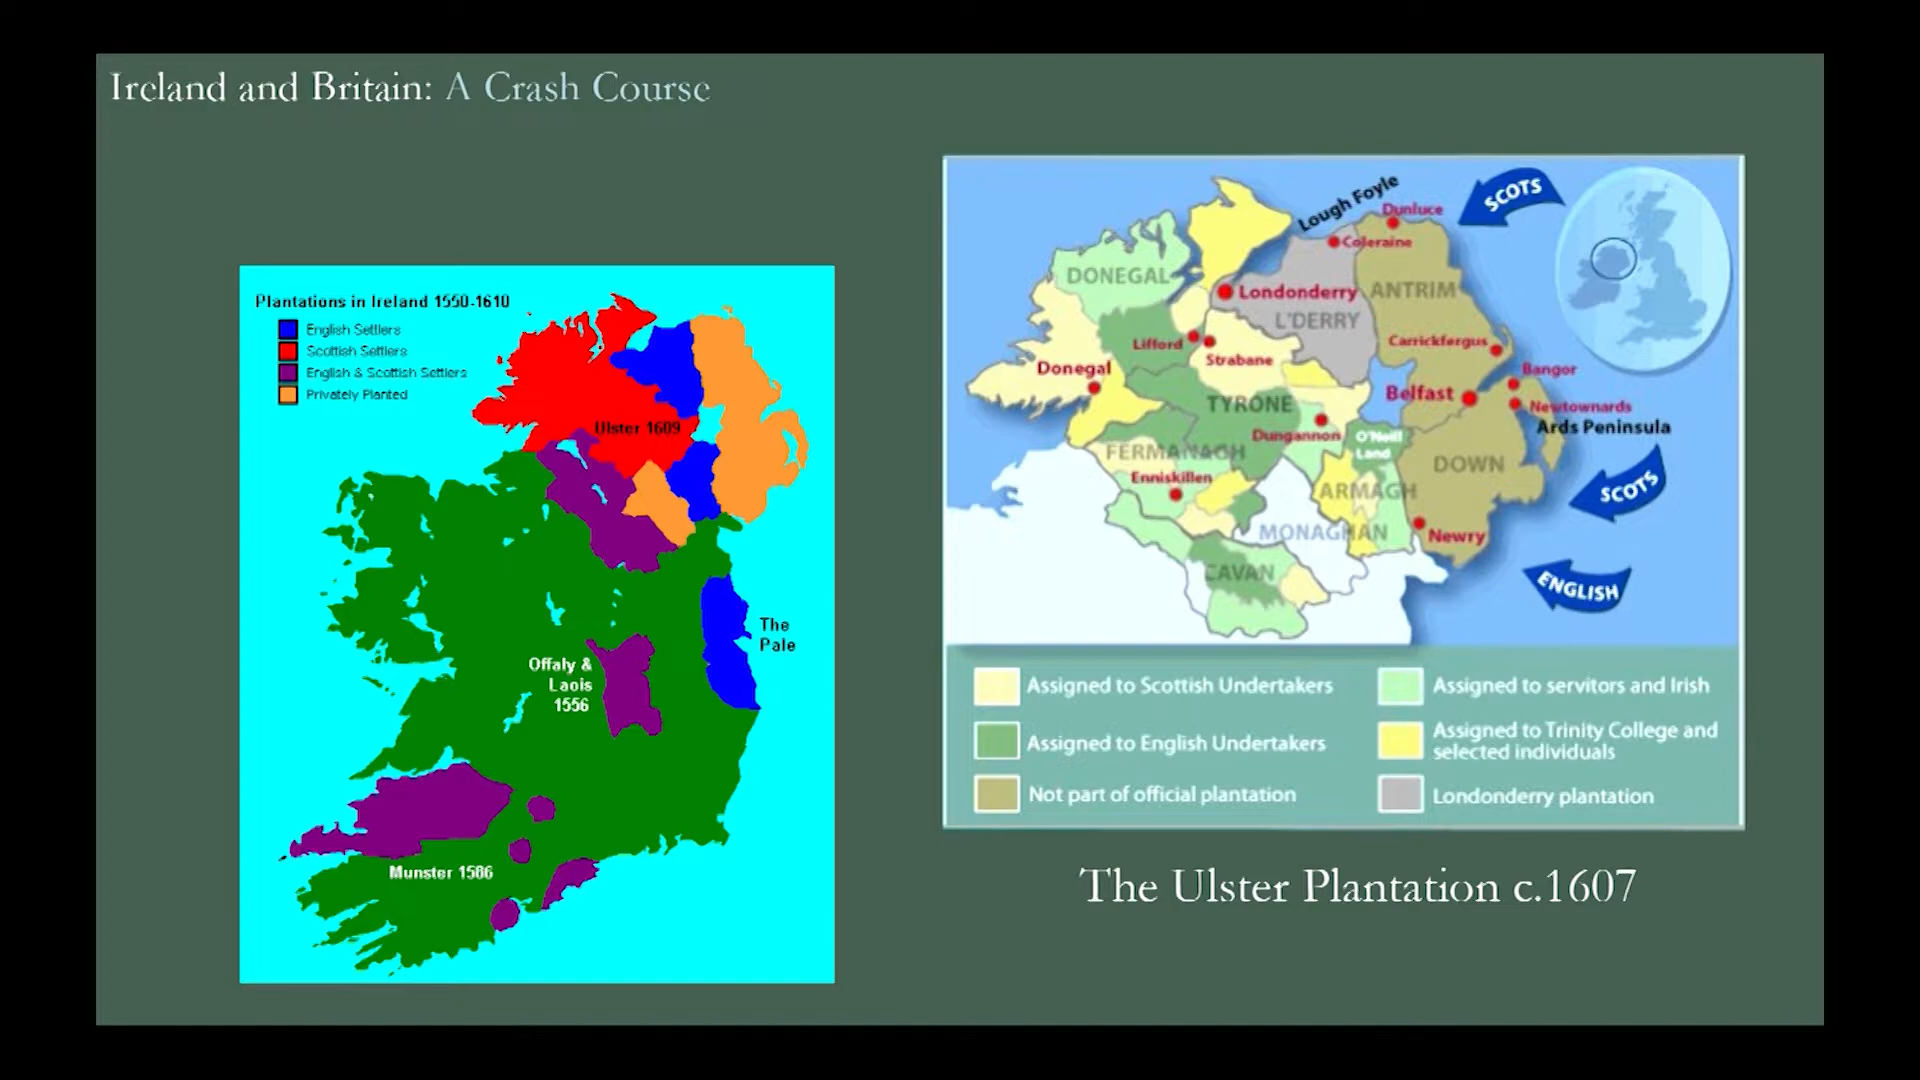 Ireland and Britain: A Crash Course
Plantations in Ireland 1550-1610
English Settlers
Scottish Settlers
English & Scottish Settlers
Privately Planted
Ulster 1609
The
Pale
Offaly &
Laois
1556
Munster 1586
SCOTS
Lough Foyle
Dunluce
Coleraine
DONEGAL
Londonderry
ANTRIM
L'DERRY
Lifford
Strabane
Carrickfergus
Donegal
Bangor
Belfast
TYRONE
Newtownards
Ards Peninsula
Dungannon
O'Neill
Land
FERMANAGH
DOWN
Enniskillen
ARMAGH
SCOTS
MONAGHAN
Newry
CAVAN
ENGLISH
Assigned to Scottish Undertakers
Assigned to English Undertakers
Not part of official plantation
Assigned to servitors and Irish
Assigned to Trinity College and
selected individuals
Londonderry plantation
The Ulster Plantation c.1607